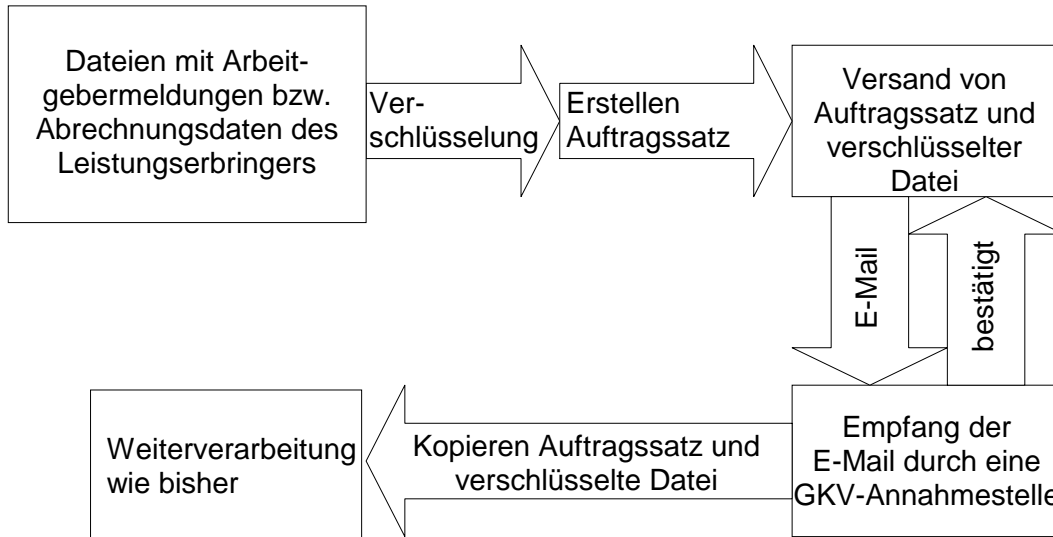 Dateien mit Arbeit-
gebermeldungen bzw.
Abrechnungsdaten des
Leistungserbringers
Ver-
schlüsselung
Erstellen
Auftragssatz
Versand von
Auftragssatz und
verschlüsselter
Datei
E-Mail
bestätigt
Empfang der
E-Mail durch eine
GKV-Annahmestelle
Kopieren Auftragssatz und
verschlüsselte Datei
Weiterverarbeitung
wie bisher